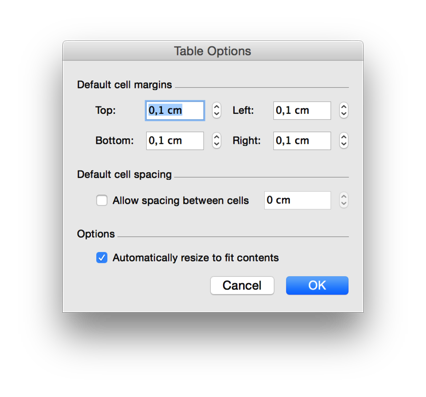 Table Options
Default cell margins
Top: 0,1 cm Left: 0,1 cm
Bottom: 0,1 cm Right: 0,1 cm
Default cell spacing
Allow spacing between cells 0 cm
Options
Automatically resize to fit contents
Cancel OK